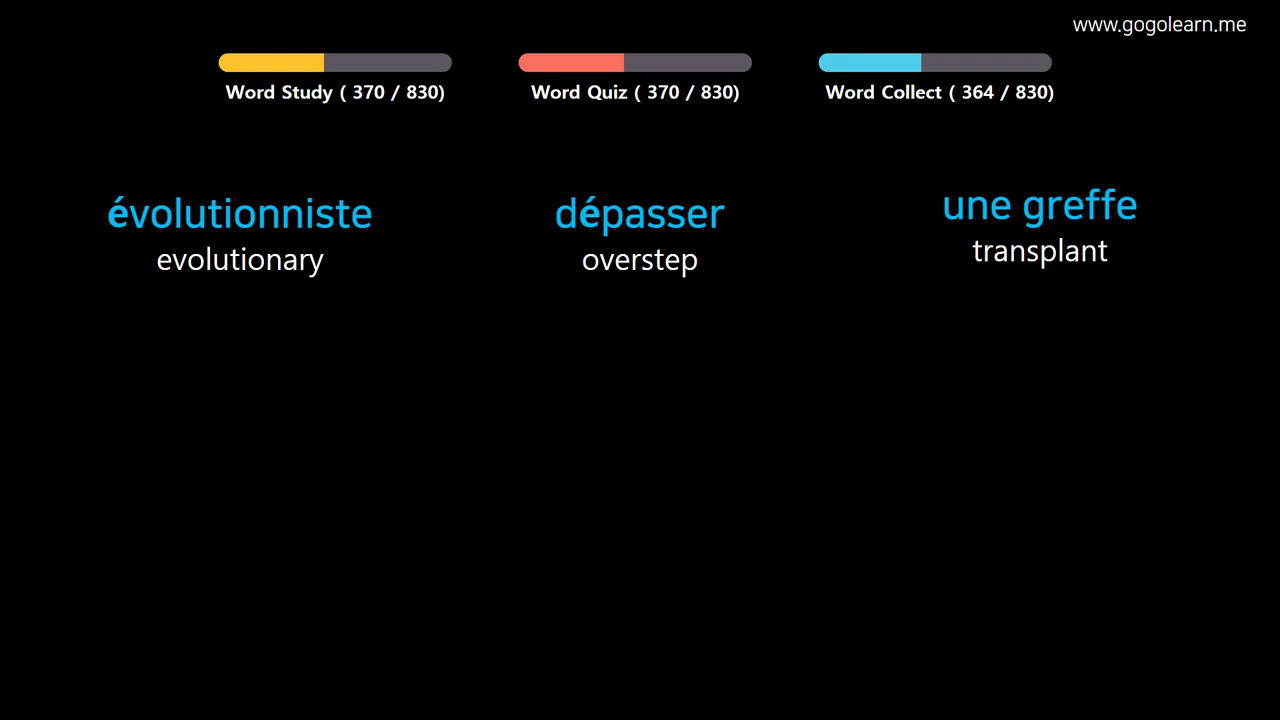 www.gogolearn.me
Word Study ( 370 / 830)
Word Quiz ( 370 / 830)
Word Collect ( 364 / 830)
évolutionniste
evolutionary
dépasser
overstep
une greffe
transplant